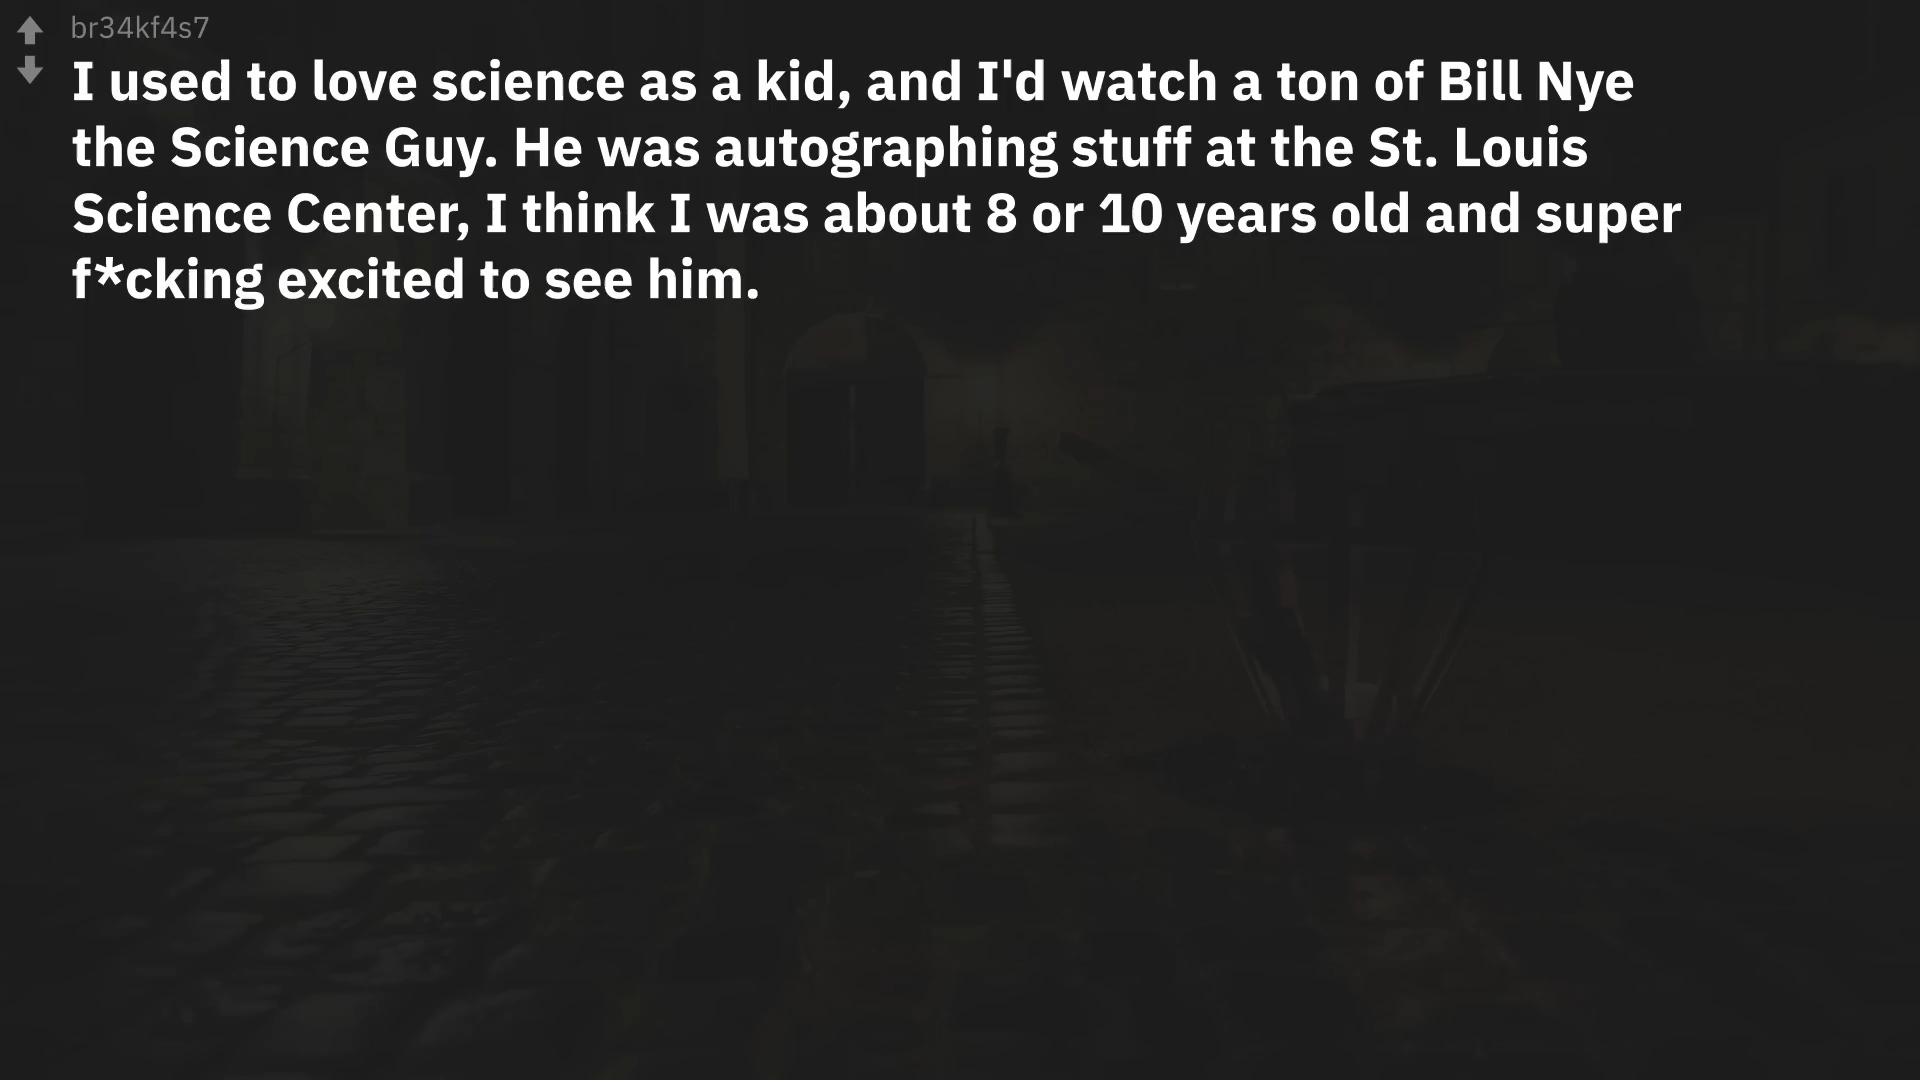 br34kf4s7
I used to love science as a kid, and I'd watch a ton of Bill Nye
the Science Guy. He was autographing stuff at the St. Louis
Science Center, I think I was about 8 or 10 years old and super
f*cking excited to see him.